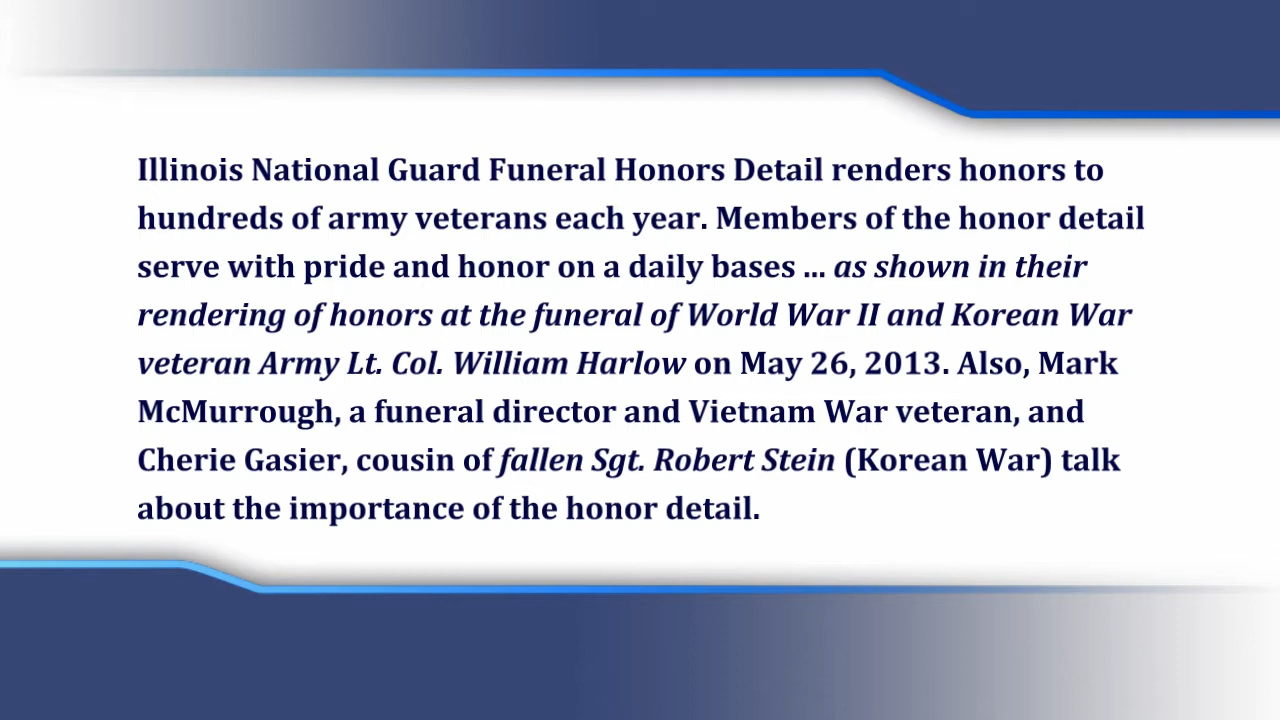 Illinois National Guard Funeral Honors Detail renders honors to
hundreds of army veterans each year. Members of the honor detail
serve with pride and honor on a daily bases ... as shown in their
rendering of honors at the funeral of World War II and Korean War
veteran Army Lt. Col. William Harlow on May 26, 2013. Also, Mark
McMurrough, a funeral director and Vietnam War veteran, and
Cherie Gasier, cousin of fallen Sgt. Robert Stein (Korean War) talk
about the importance of the honor detail.